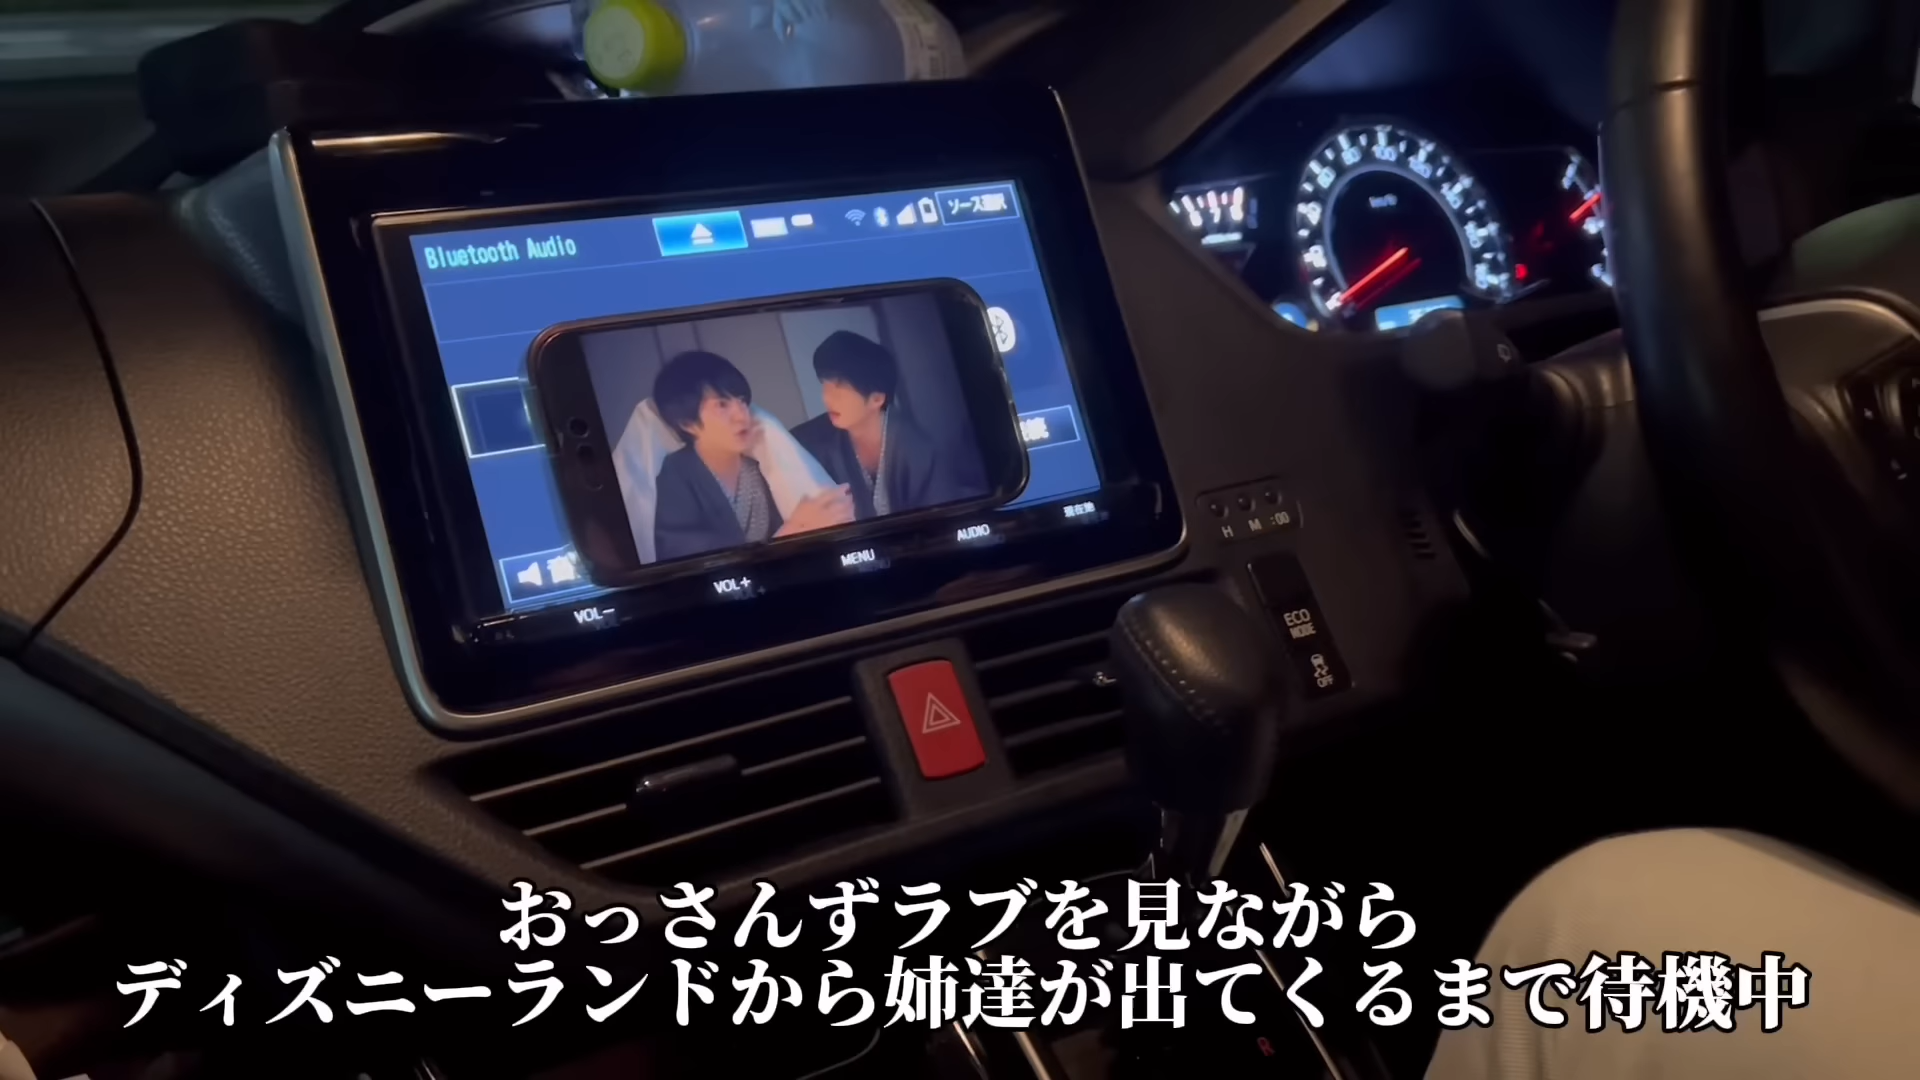 Bluetooth Audio
ソース選択
VOL−
VOL+
MENU
AUDIO
現在地
H M :00
ECO
MODE
OFF
km/h
R
おっさんずラブを見ながら
ディズニーランドから姉達が出てくるまで待機中